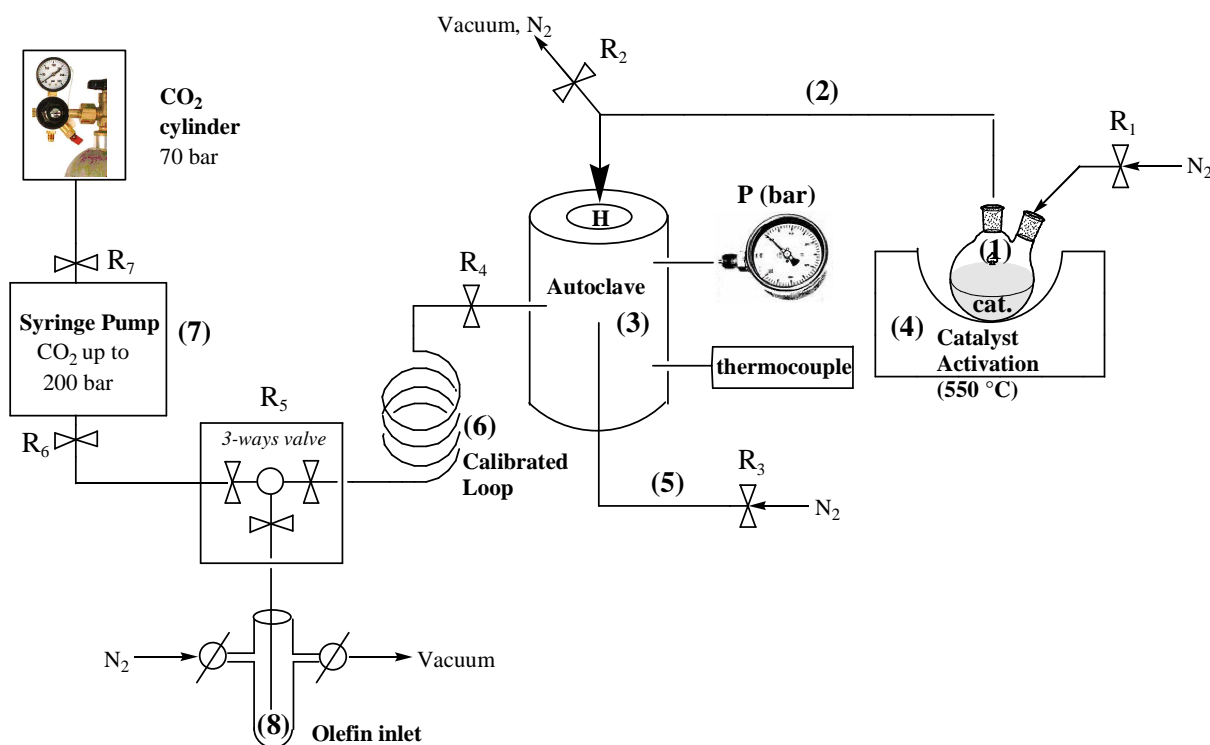 Vacuum, N2
R2
(2)
CO2
cylinder
70 bar
R1
N2
P (bar)
H
R7
R4
(1)
cat.
Autoclave
(3)
Syringe Pump
CO2 up to
200 bar
(7)
(4)
Catalyst
Activation
(550 °C)
thermocouple
R5
R6
3-ways valve
(6)
Calibrated
Loop
R3
(5)
N2
N2
Vacuum
(8)
Olefin inlet